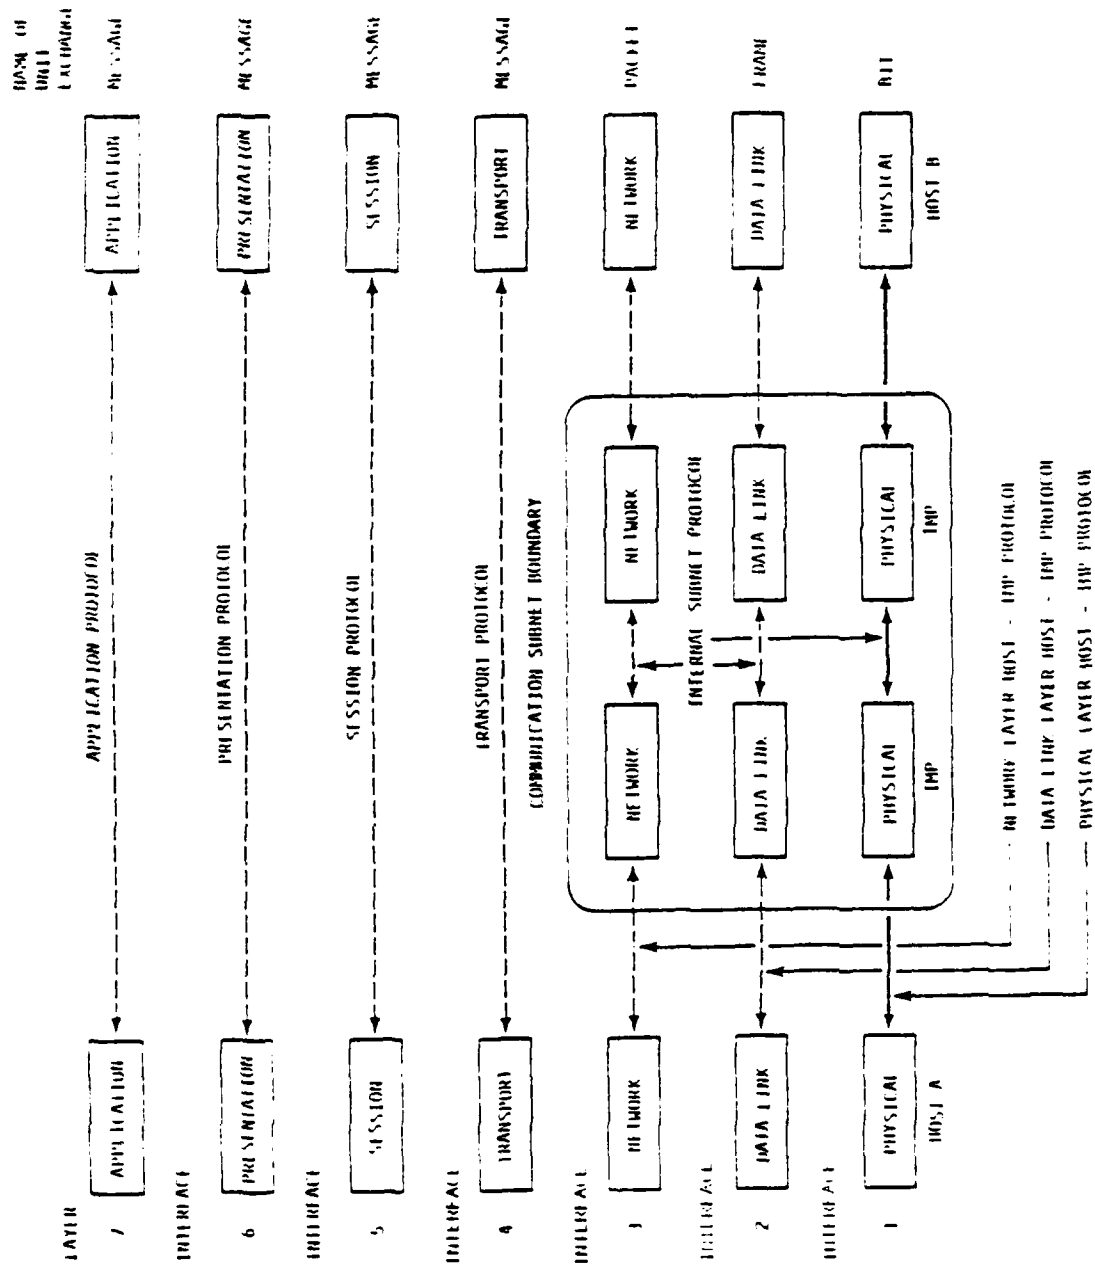 LAYER
NAME OF
UNIT
EXCHANGED
7
APPLICATION
APPLICATION PROTOCOL
APPLICATION
MESSAGE
INTERFACE
6
PRESENTATION
PRESENTATION PROTOCOL
PRESENTATION
MESSAGE
INTERFACE
5
SESSION
SESSION PROTOCOL
SESSION
MESSAGE
INTERFACE
4
TRANSPORT
TRANSPORT PROTOCOL
TRANSPORT
MESSAGE
COMMUNICATION SUBNET BOUNDARY
INTERFACE
3
NETWORK
NETWORK
NETWORK
NETWORK
PACKET
INTERNAL SUBNET PROTOCOL
INTERFACE
2
DATA LINK
DATA LINK
DATA LINK
DATA LINK
FRAME
INTERFACE
1
PHYSICAL
PHYSICAL
PHYSICAL
PHYSICAL
BIT
HOST A
IMP
IMP
HOST B
NETWORK LAYER HOST - IMP PROTOCOL
DATA LINK LAYER HOST - IMP PROTOCOL
PHYSICAL LAYER HOST - IMP PROTOCOL